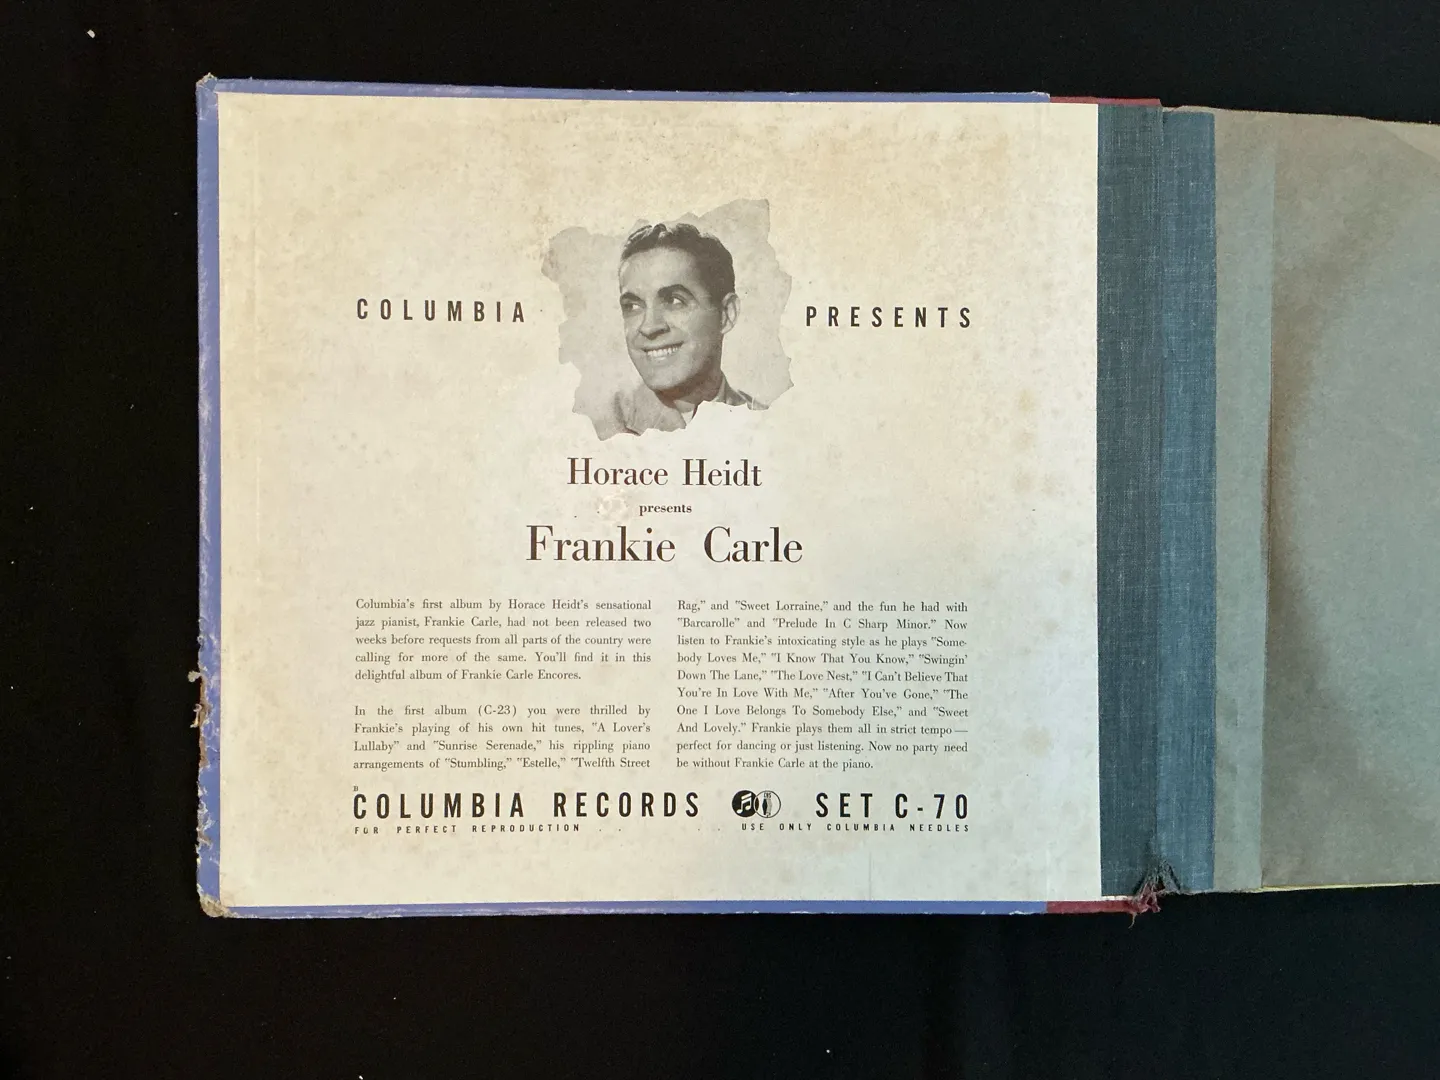 COLUMBIA PRESENTS
Horace Heidt
presents
Frankie Carle
Columbia's first album by Horace Heidt's sensational
jazz pianist, Frankie Carle, had not been released two
weeks before requests from all parts of the country were
calling for more of the same. You'll find it in this
delightful album of Frankie Carle Encores.
In the first album (C-23) you were thrilled by
Frankie's playing of his own hit tunes, "A Lover's
Lullaby" and "Sunrise Serenade," his rippling piano
arrangements of "Stumbling," "Estelle," "Twelfth Street
Rag," and "Sweet Lorraine," and the fun he had with
"Barcarolle" and "Prelude In C Sharp Minor." Now
listen to Frankie's intoxicating style as he plays "Some-
body Loves Me," "I Know That You Know," "Swingin'
Down The Lane," "The Love Nest," "I Can't Believe That
You're In Love With Me," "After You've Gone," "The
One I Love Belongs To Somebody Else," and "Sweet
And Lovely." Frankie plays them all in strict tempo —
perfect for dancing or just listening. Now no party need
be without Frankie Carle at the piano.
B
COLUMBIA RECORDS SET C-70
FOR PERFECT REPRODUCTION . . . . USE ONLY COLUMBIA NEEDLES